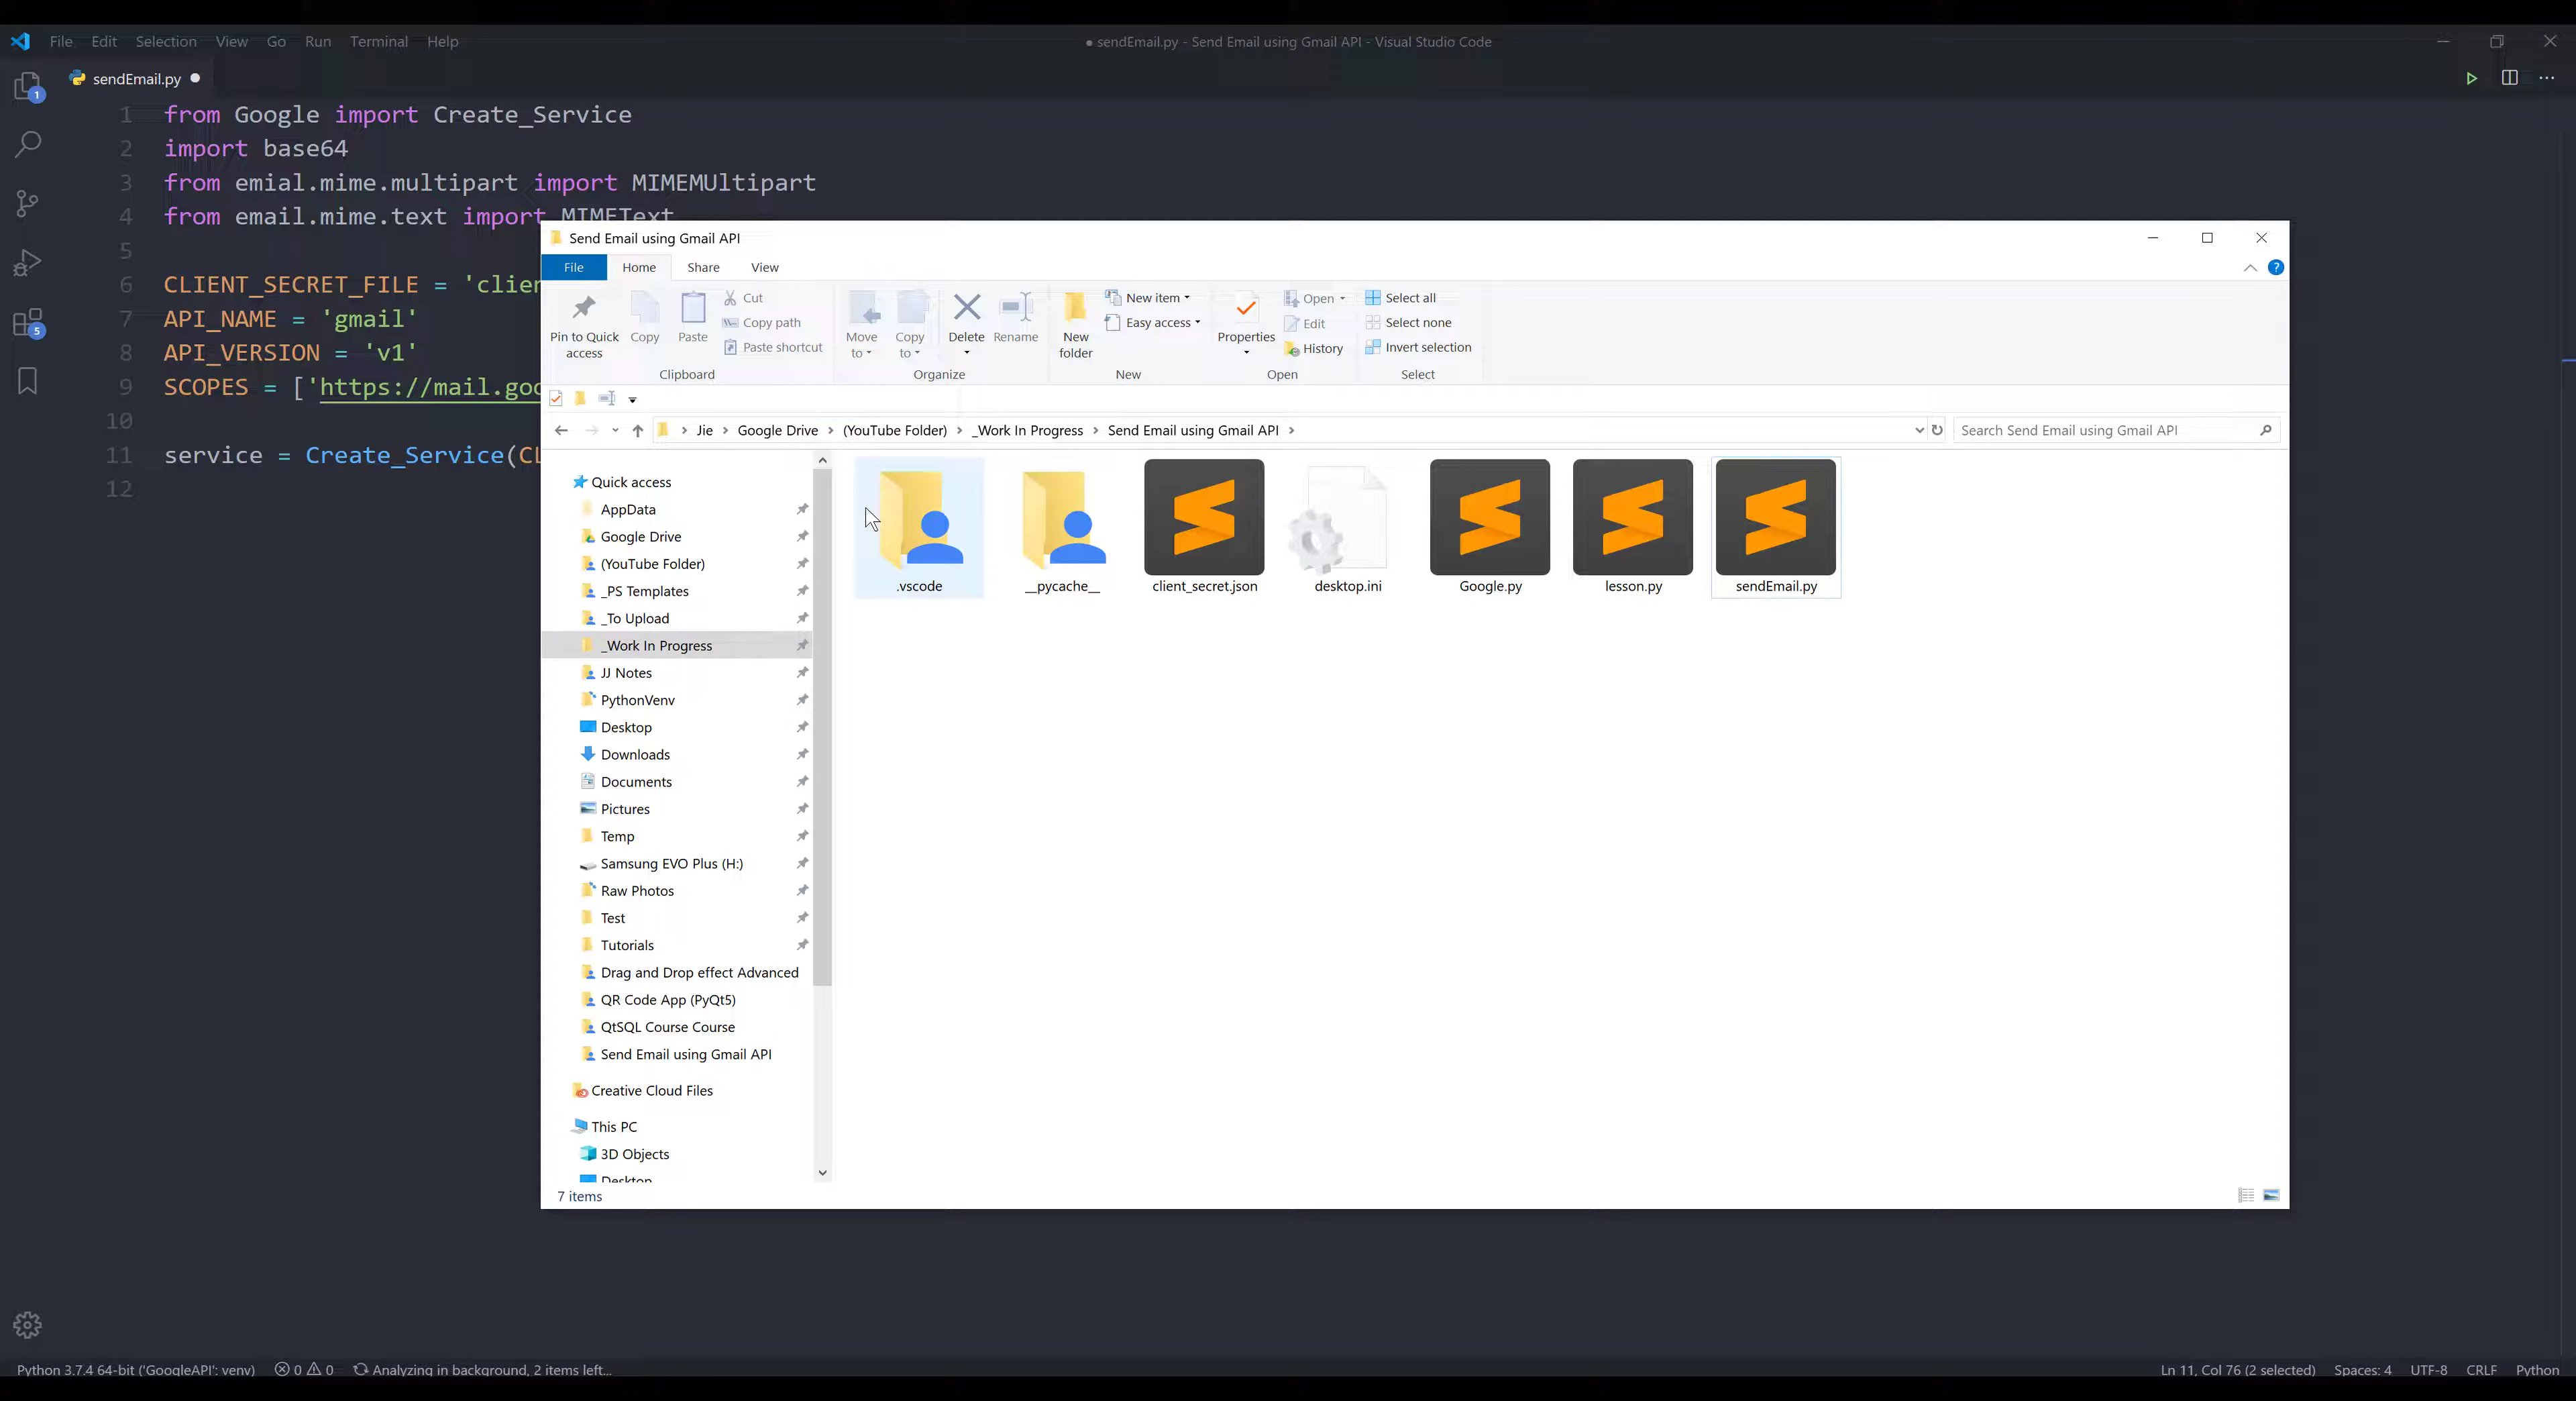 File Edit Selection View Go Run Terminal Help
● sendEmail.py - Send Email using Gmail API - Visual Studio Code
sendEmail.py
1 from Google import Create_Service
2 import base64
3 from emial.mime.multipart import MIMEMUltipart
4 from email.mime.text import MIMEText
5
6 CLIENT_SECRET_FILE = 'clien
7 API_NAME = 'gmail'
8 API_VERSION = 'v1'
9 SCOPES = ['https://mail.goo
10
11 service = Create_Service(CL
12
1
5
Send Email using Gmail API
File Home Share View
Pin to Quick access
Copy
Paste
Cut
Copy path
Paste shortcut
Clipboard
Move to
Copy to
Delete
Rename
Organize
New folder
New item
Easy access
New
Properties
Open
Edit
History
Open
Select all
Select none
Invert selection
Select
Jie > Google Drive > (YouTube Folder) > _Work In Progress > Send Email using Gmail API >
Search Send Email using Gmail API
Quick access
AppData
Google Drive
(YouTube Folder)
_PS Templates
_To Upload
_Work In Progress
JJ Notes
PythonVenv
Desktop
Downloads
Documents
Pictures
Temp
Samsung EVO Plus (H:)
Raw Photos
Test
Tutorials
Drag and Drop effect Advanced
QR Code App (PyQt5)
QtSQL Course Course
Send Email using Gmail API
Creative Cloud Files
This PC
3D Objects
Desktop
.vscode
__pycache__
client_secret.json
desktop.ini
Google.py
lesson.py
sendEmail.py
7 items
Python 3.7.4 64-bit ('GoogleAPI': venv) 0 0 Analyzing in background, 2 items left...
Ln 11, Col 76 (2 selected) Spaces: 4 UTF-8 CRLF Python